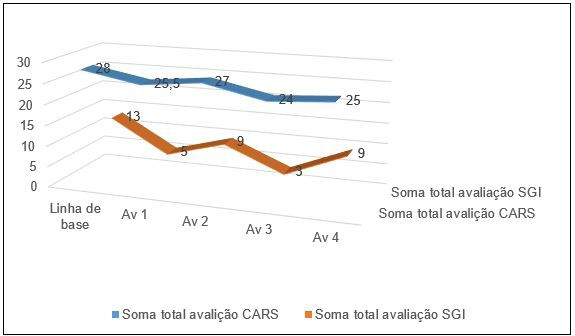 30
25
20
15
10
5
0
28
25,5
27
24
25
13
5
9
3
9
Linha de
base
Av 1
Av 2
Av 3
Av 4
Soma total avaliação SGI
Soma total avalição CARS
Soma total avalição CARS
Soma total avaliação SGI